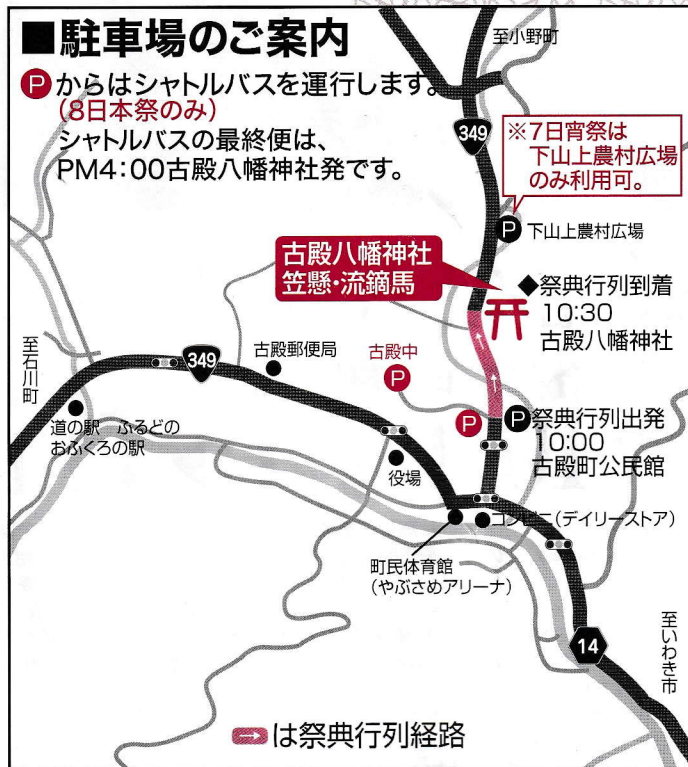 ■駐車場のご案内
Pからはシャトルバスを運行します。
(8日本祭のみ)
シャトルバスの最終便は、
PM4:00古殿八幡神社発です。
至小野町
349
※7日宵祭は
下山上農村広場
のみ利用可。
P 下山上農村広場
古殿八幡神社
笠懸・流鏑馬
◆祭典行列到着
10:30
古殿八幡神社
至石川町
349
古殿郵便局
古殿中
P
道の駅 ふるどの
おふくろの駅
役場
P
P 祭典行列出発
10:00
古殿町公民館
コンビニ(デイリーストア)
町民体育館
(やぶさめアリーナ)
14
至いわき市
→は祭典行列経路